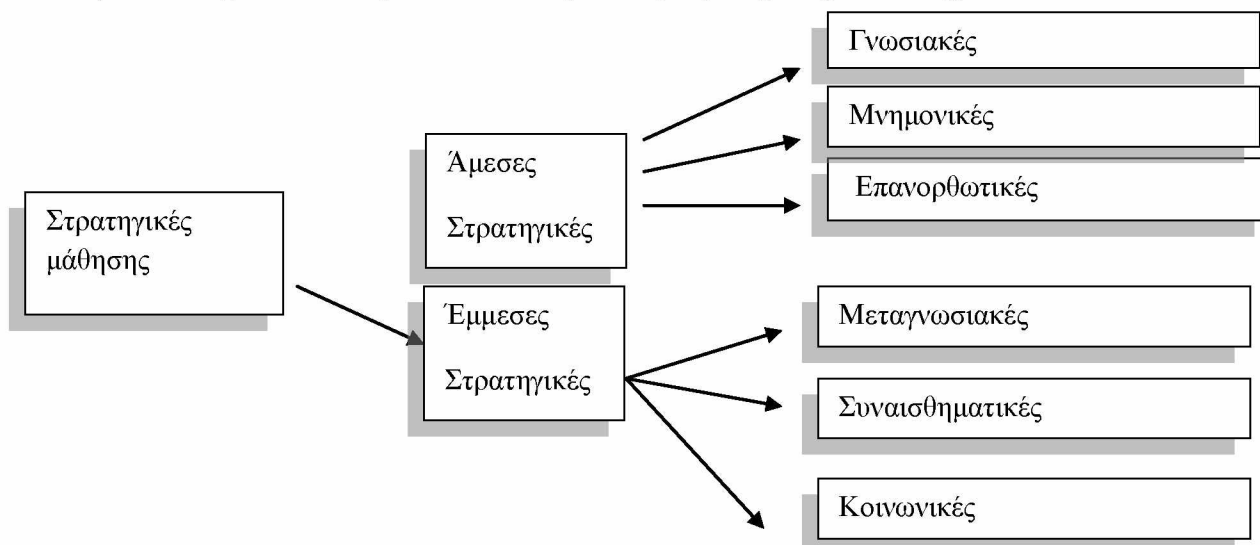 Στρατηγικές
μάθησης
Άμεσες
Στρατηγικές
Γνωσιακές
Μνημονικές
Επανορθωτικές
Έμμεσες
Στρατηγικές
Μεταγνωσιακές
Συναισθηματικές
Κοινωνικές